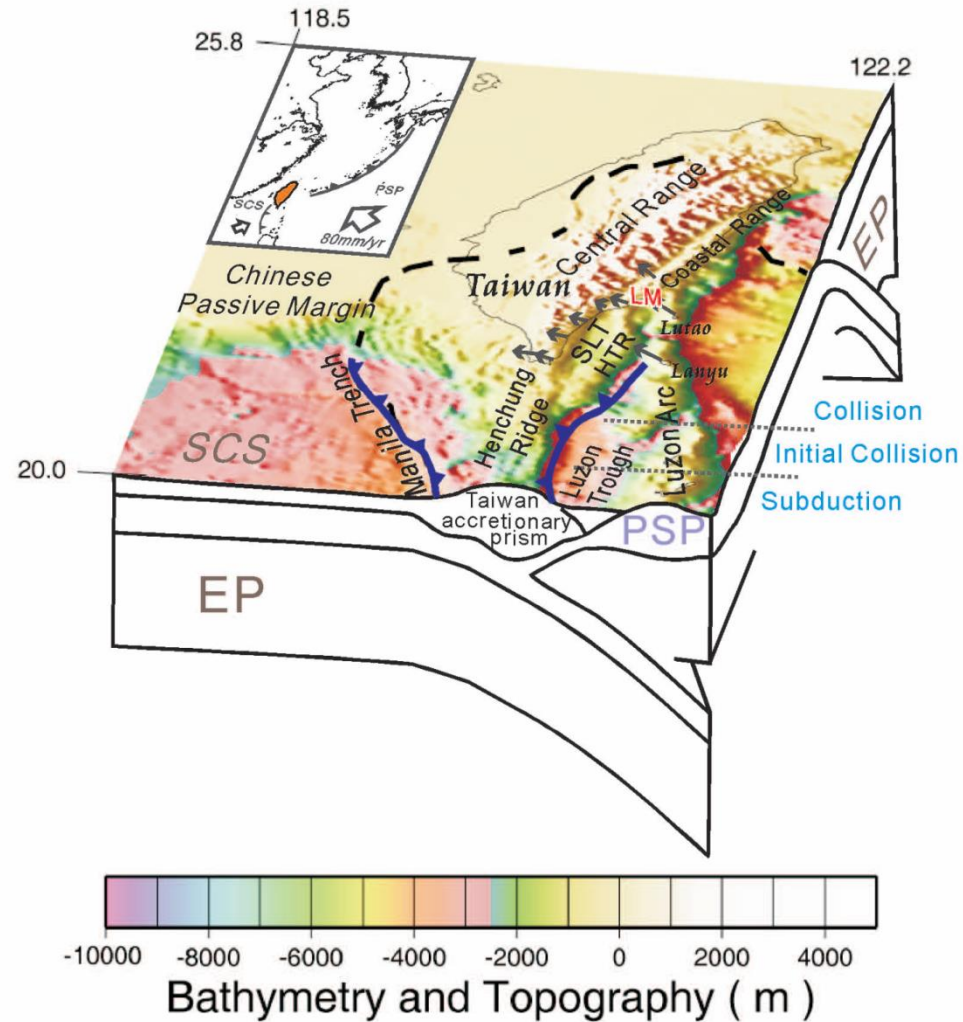 118.5
25.8
122.2
SCS
PSP
80mm/yr
EP
Chinese
Passive Margin
Taiwan
Central Range
Coastal Range
LM
Lutao
Lanyu
SLT
HTR
Henchung
Ridge
Manila Trench
SCS
20.0
Luzon
Trough
Luzon Arc
Collision
Initial Collision
Subduction
Taiwan
accretionary
prism
PSP
EP
-10000 -8000 -6000 -4000 -2000 0 2000 4000
Bathymetry and Topography ( m )